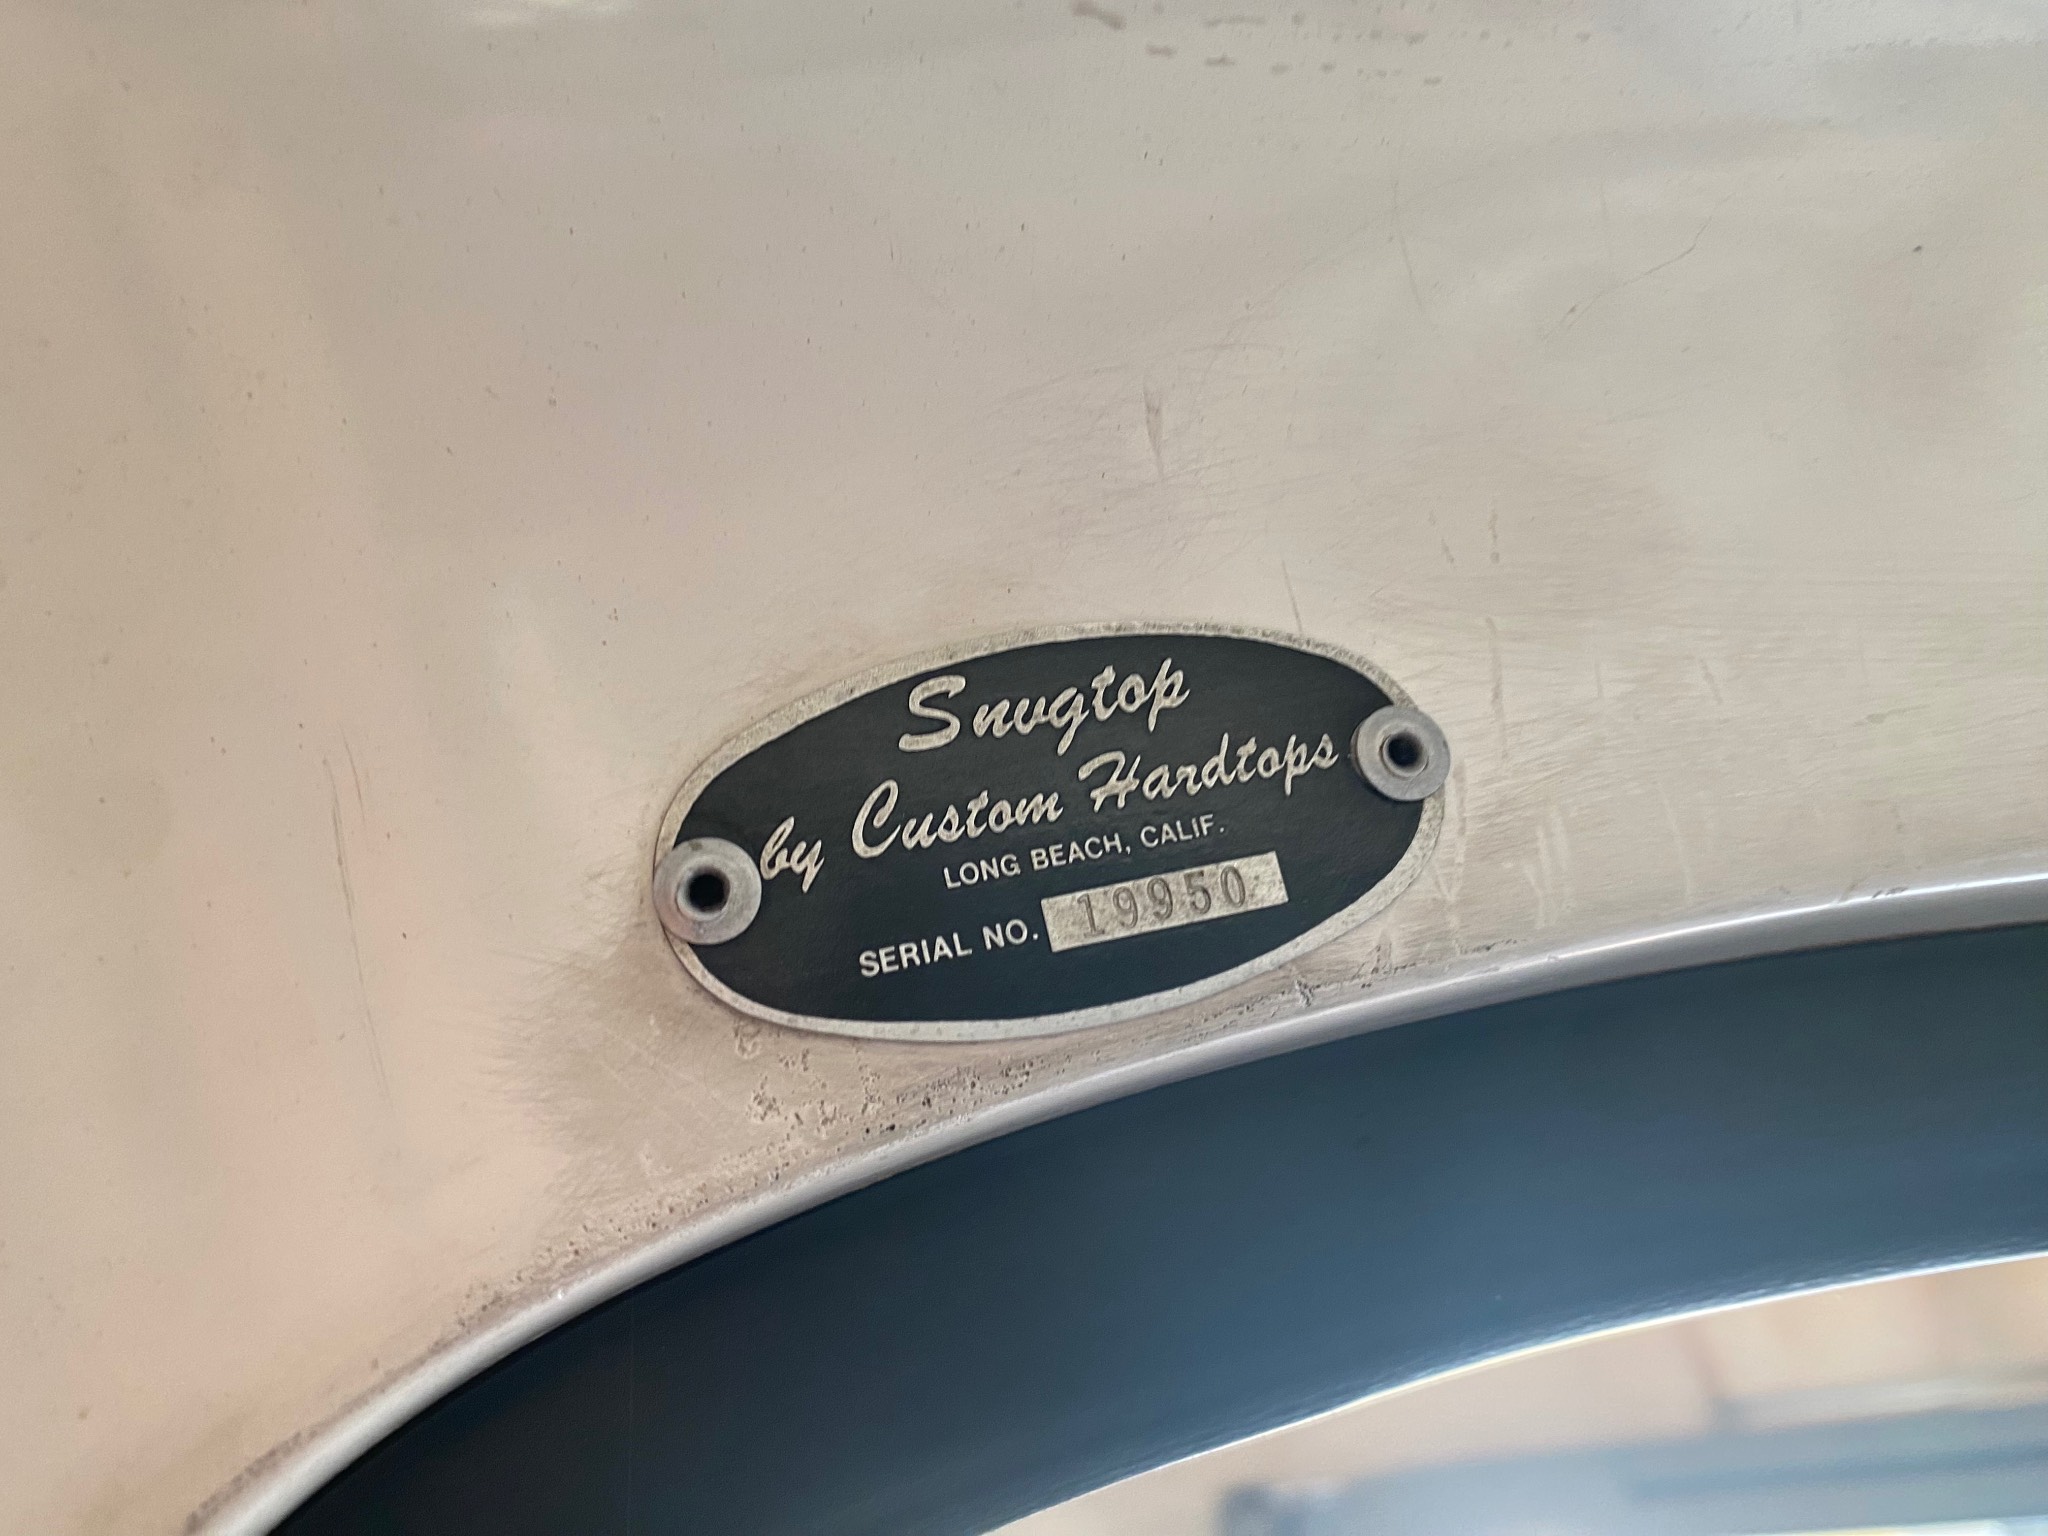 Snugtop
by Custom Hardtops
LONG BEACH, CALIF.
SERIAL NO. 19950